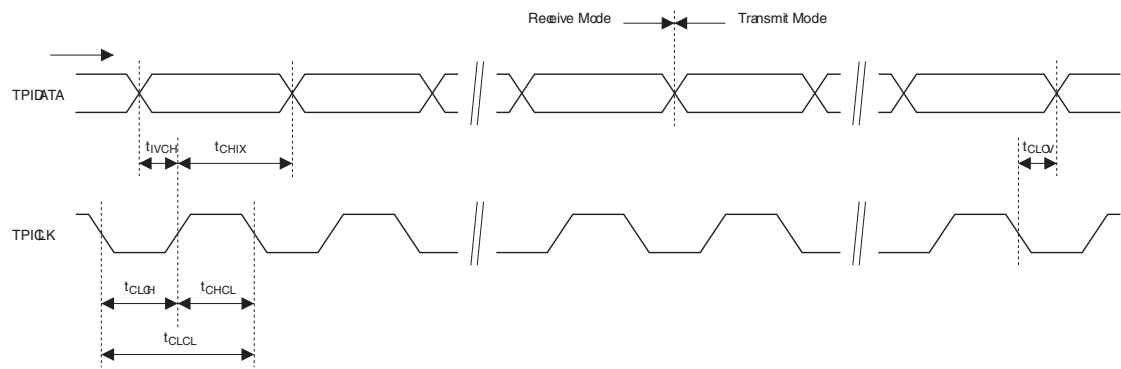 Receive Mode Transmit Mode
TPIDATA
tIVCH tCHIX tCLOV
TPICLK
tCLCH tCHCL
tCLCL